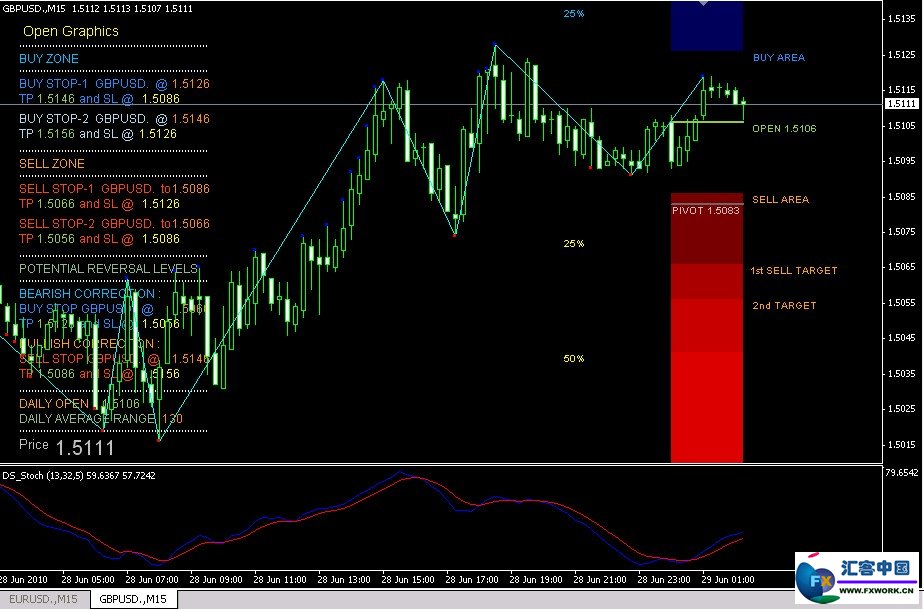 GBPUSD.,M15 1.5112 1.5113 1.5107 1.5111
Open Graphics
BUY ZONE
BUY STOP-1 GBPUSD. @ 1.5126
TP 1.5146 and SL @ 1.5086
BUY STOP-2 GBPUSD. @ 1.5146
TP 1.5156 and SL @ 1.5126
SELL ZONE
SELL STOP-1 GBPUSD. to 1.5086
TP 1.5066 and SL @ 1.5126
SELL STOP-2 GBPUSD. to 1.5066
TP 1.5056 and SL @ 1.5086
POTENTIAL REVERSAL LEVELS
BEARISH CORRECTION :
BUY STOP GBPUSD. @
TP and SL @ 1.5056
BULLISH CORRECTION :
SELL STOP GBPUSD. @ 1.5146
TP 1.5086 and SL @ 1.5156
DAILY OPEN : 1.5106
DAILY AVERAGE RANGE 130
Price 1.5111
25%
25%
50%
BUY AREA
OPEN 1.5106
SELL AREA
PIVOT 1.5083
1st SELL TARGET
2nd TARGET
1.5135
1.5125
1.5115
1.5111
1.5105
1.5095
1.5085
1.5075
1.5065
1.5055
1.5045
1.5035
1.5025
1.5015
DS_Stoch (13,32,5) 59.6367 57.7242
79.6542
28 Jun 2010
28 Jun 05:00
28 Jun 07:00
28 Jun 09:00
28 Jun 11:00
28 Jun 13:00
28 Jun 15:00
28 Jun 17:00
28 Jun 19:00
28 Jun 21:00
28 Jun 23:00
29 Jun 01:00
EURUSD.,M15
GBPUSD.,M15
FX
汇客中国
WWW.FXWORK.CN